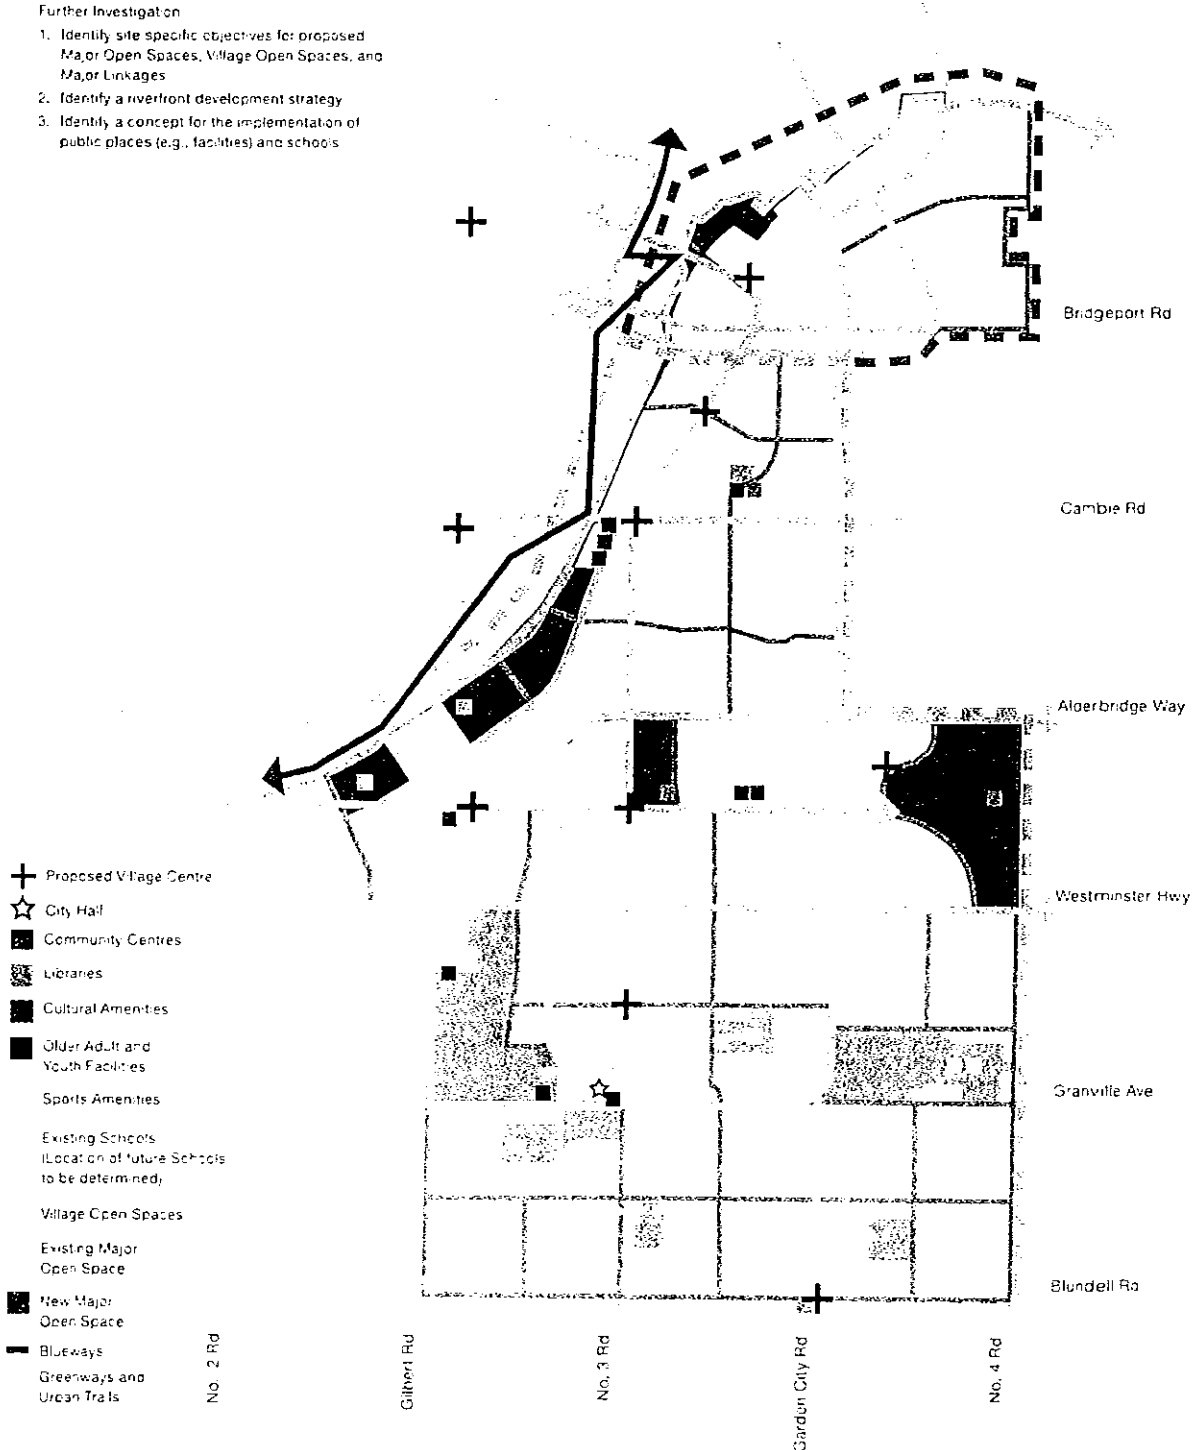 Further Investigation
1. Identify site specific objectives for proposed
Major Open Spaces, Village Open Spaces, and
Major Linkages
2. Identify a riverfront development strategy
3. Identify a concept for the implementation of
public places (e.g., facilities) and schools
Bridgeport Rd
Cambie Rd
Alderbridge Way
Westminster Hwy
Granville Ave
Blundell Rd
Proposed Village Centre
City Hall
Community Centres
Libraries
Cultural Amenities
Older Adult and
Youth Facilities
Sports Amenities
Existing Schools
(Location of future Schools
to be determined)
Village Open Spaces
Existing Major
Open Space
New Major
Open Space
Blueways
Greenways and
Urban Trails
No. 2 Rd
Gilbert Rd
No. 3 Rd
Garden City Rd
No. 4 Rd